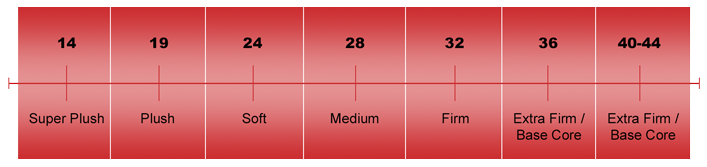 14 19 24 28 32 36 40-44
Super Plush Plush Soft Medium Firm Extra Firm / Extra Firm /
Base Core Base Core